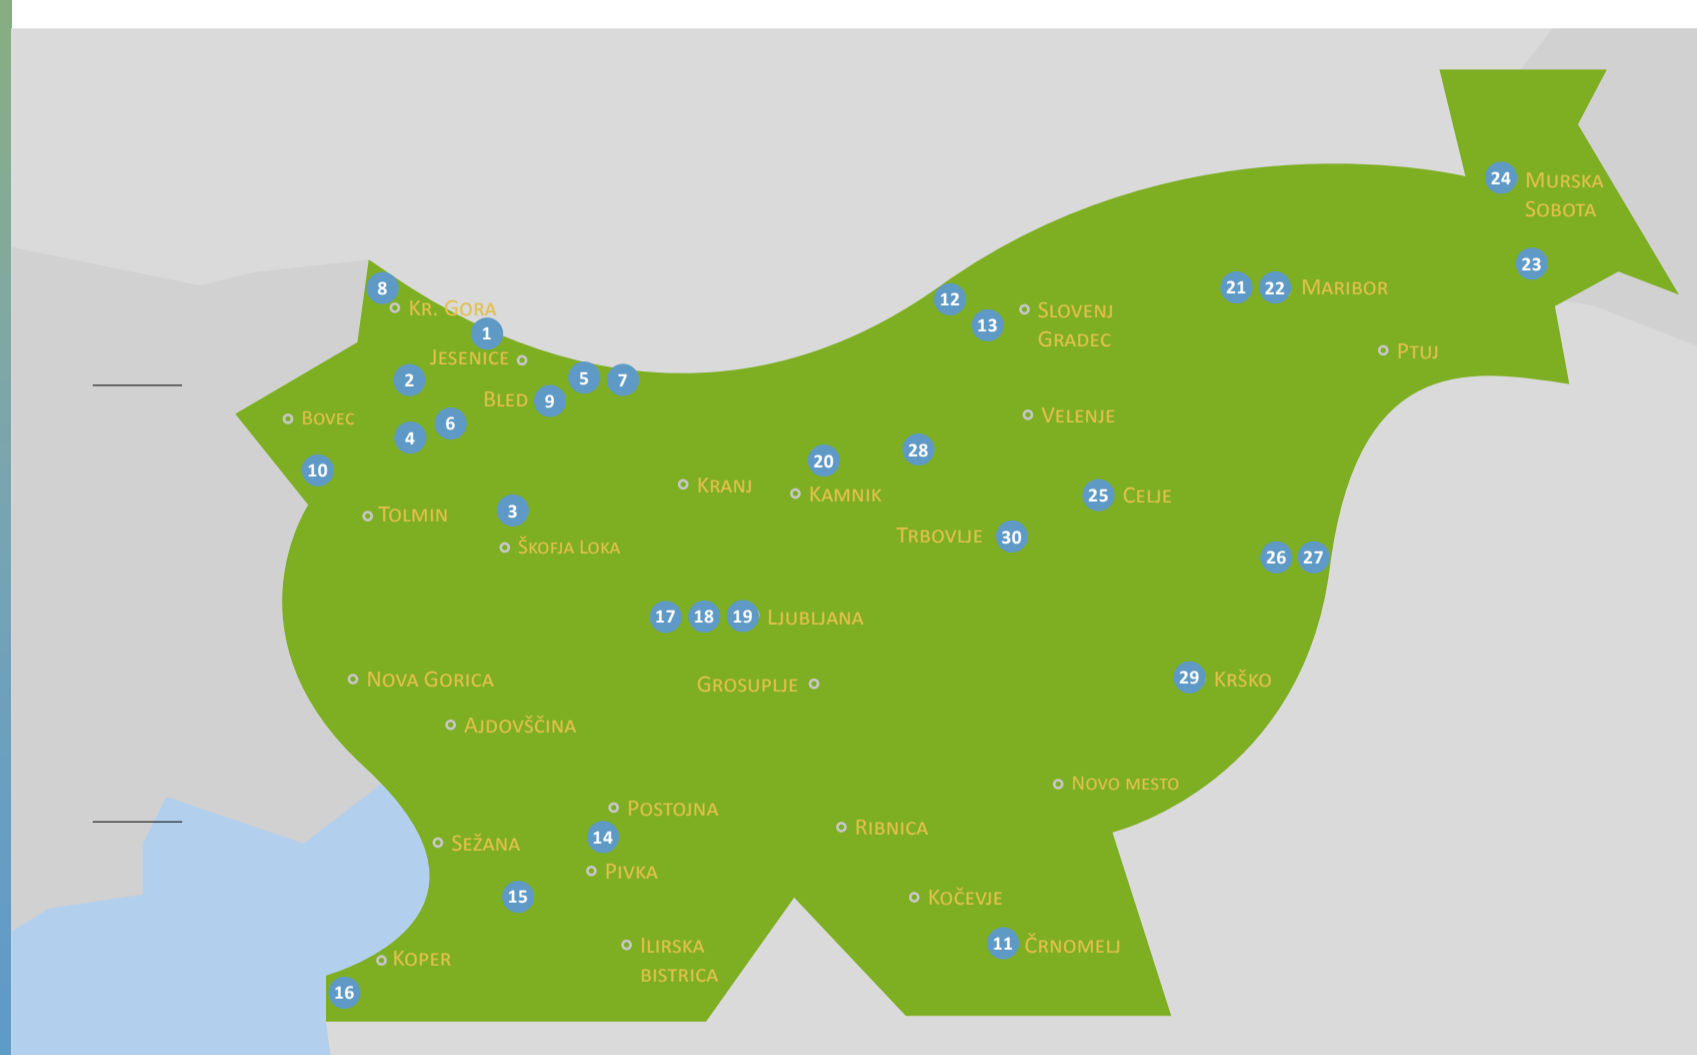 24 Murska
Sobota
23
8
Kr. Gora
21 22 Maribor
12
13
Slovenj
Gradec
1
Jesenice
Ptuj
2
5 7
Bled 9
Bovec
6
4
Velenje
28
20
10
Kranj
Kamnik
25 Celje
3
Tolmin
Škofja Loka
Trbovlje 30
26 27
17 18 19 Ljubljana
Nova Gorica
Grosuplje
29 Krško
Ajdovščina
Novo mesto
Postojna
14
Ribnica
Sežana
Pivka
15
Kočevje
11 Črnomelj
Ilirska
bistrica
Koper
16